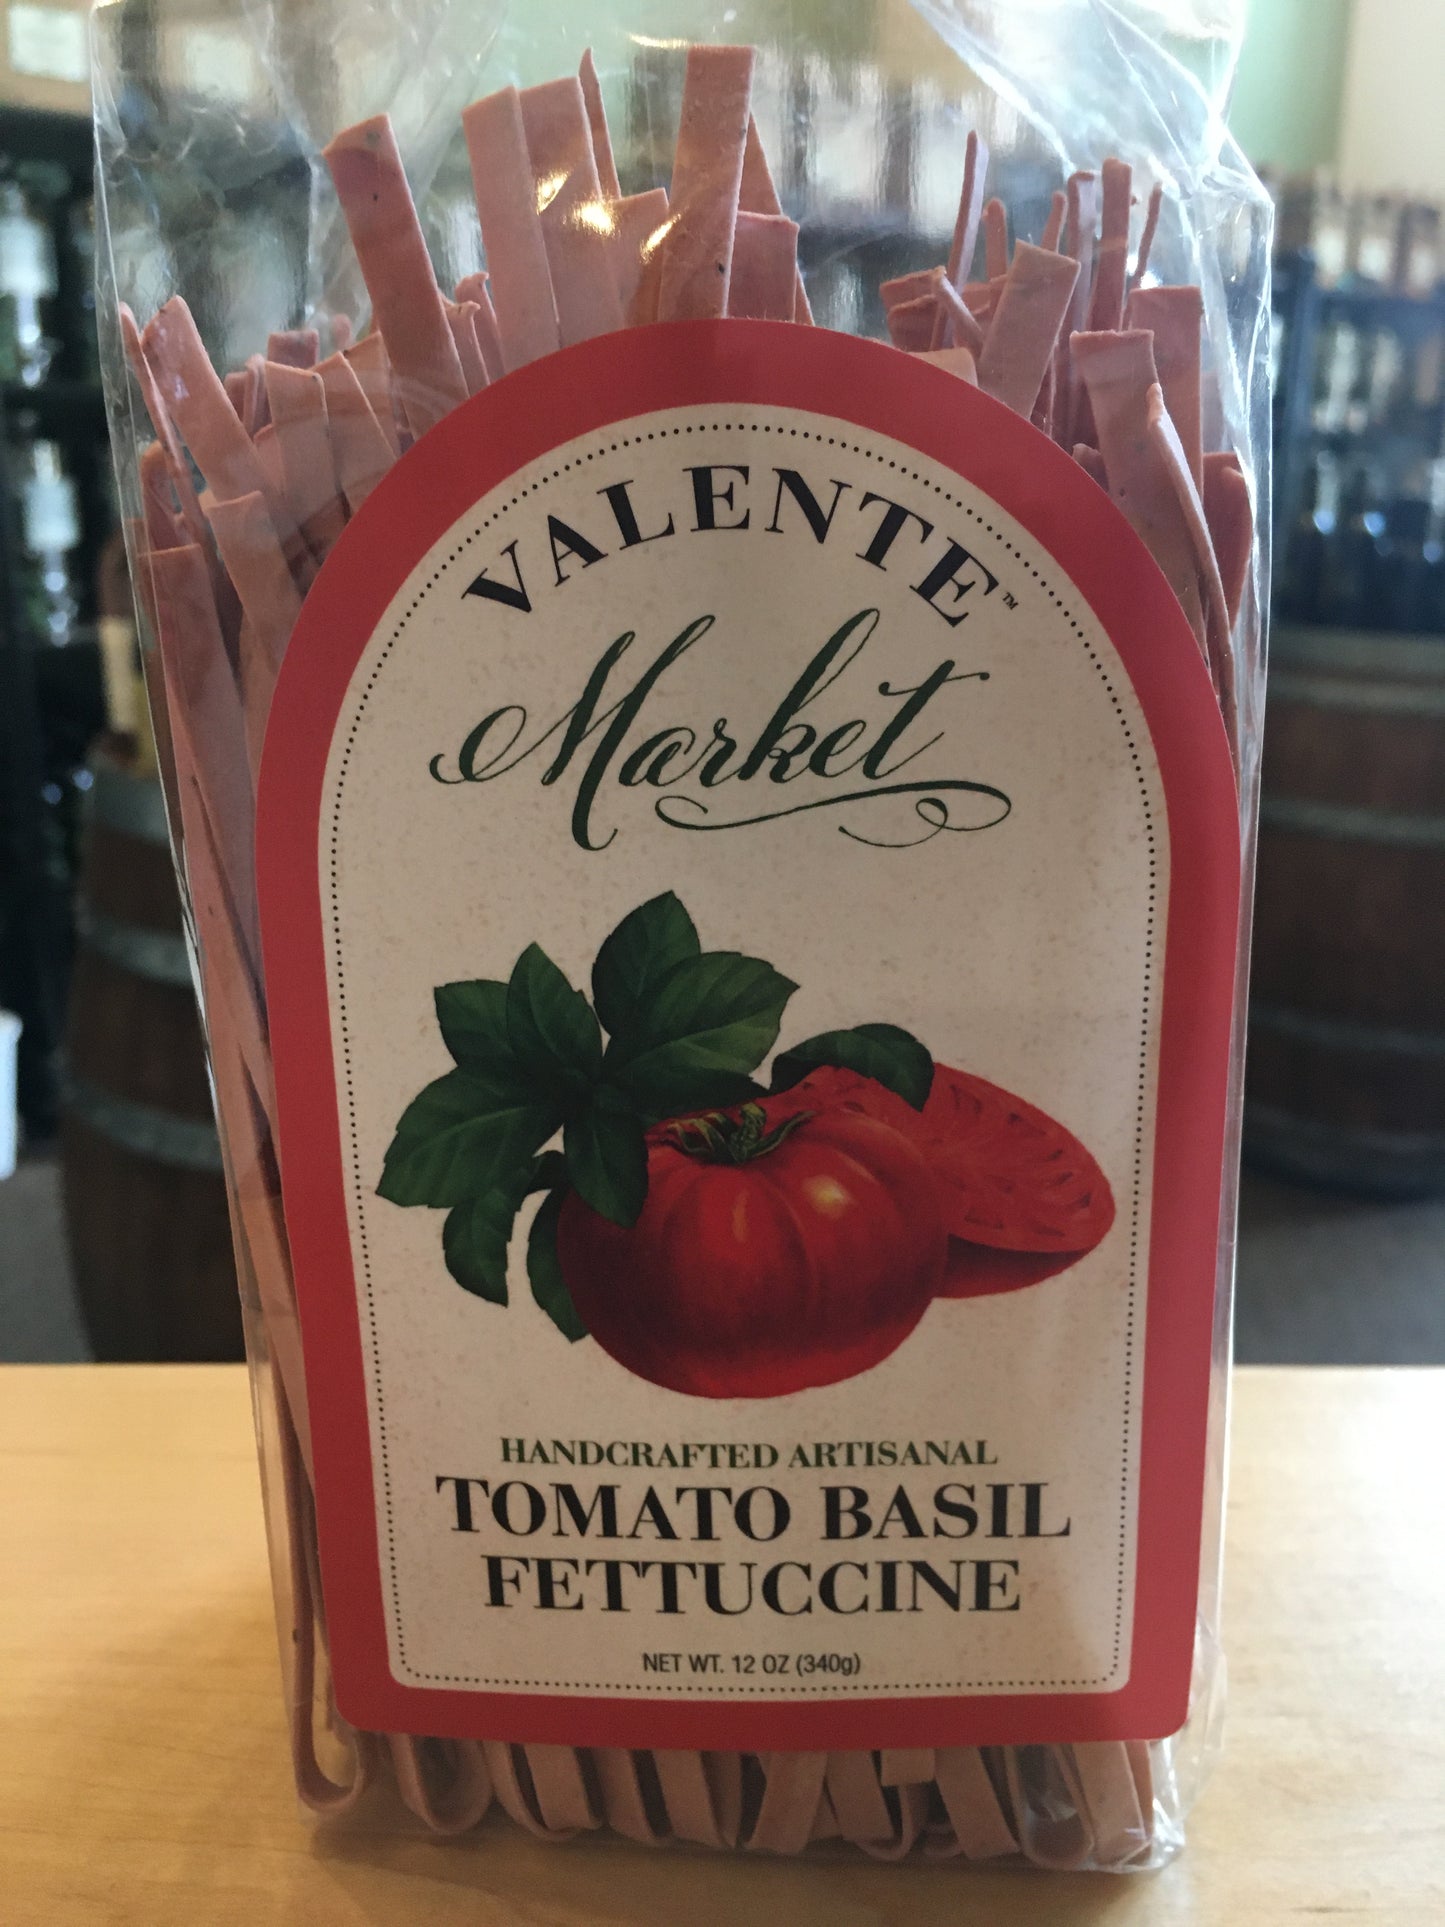 VALENTE™
Market
HANDCRAFTED ARTISANAL
TOMATO BASIL
FETTUCCINE
NET WT. 12 OZ (340g)